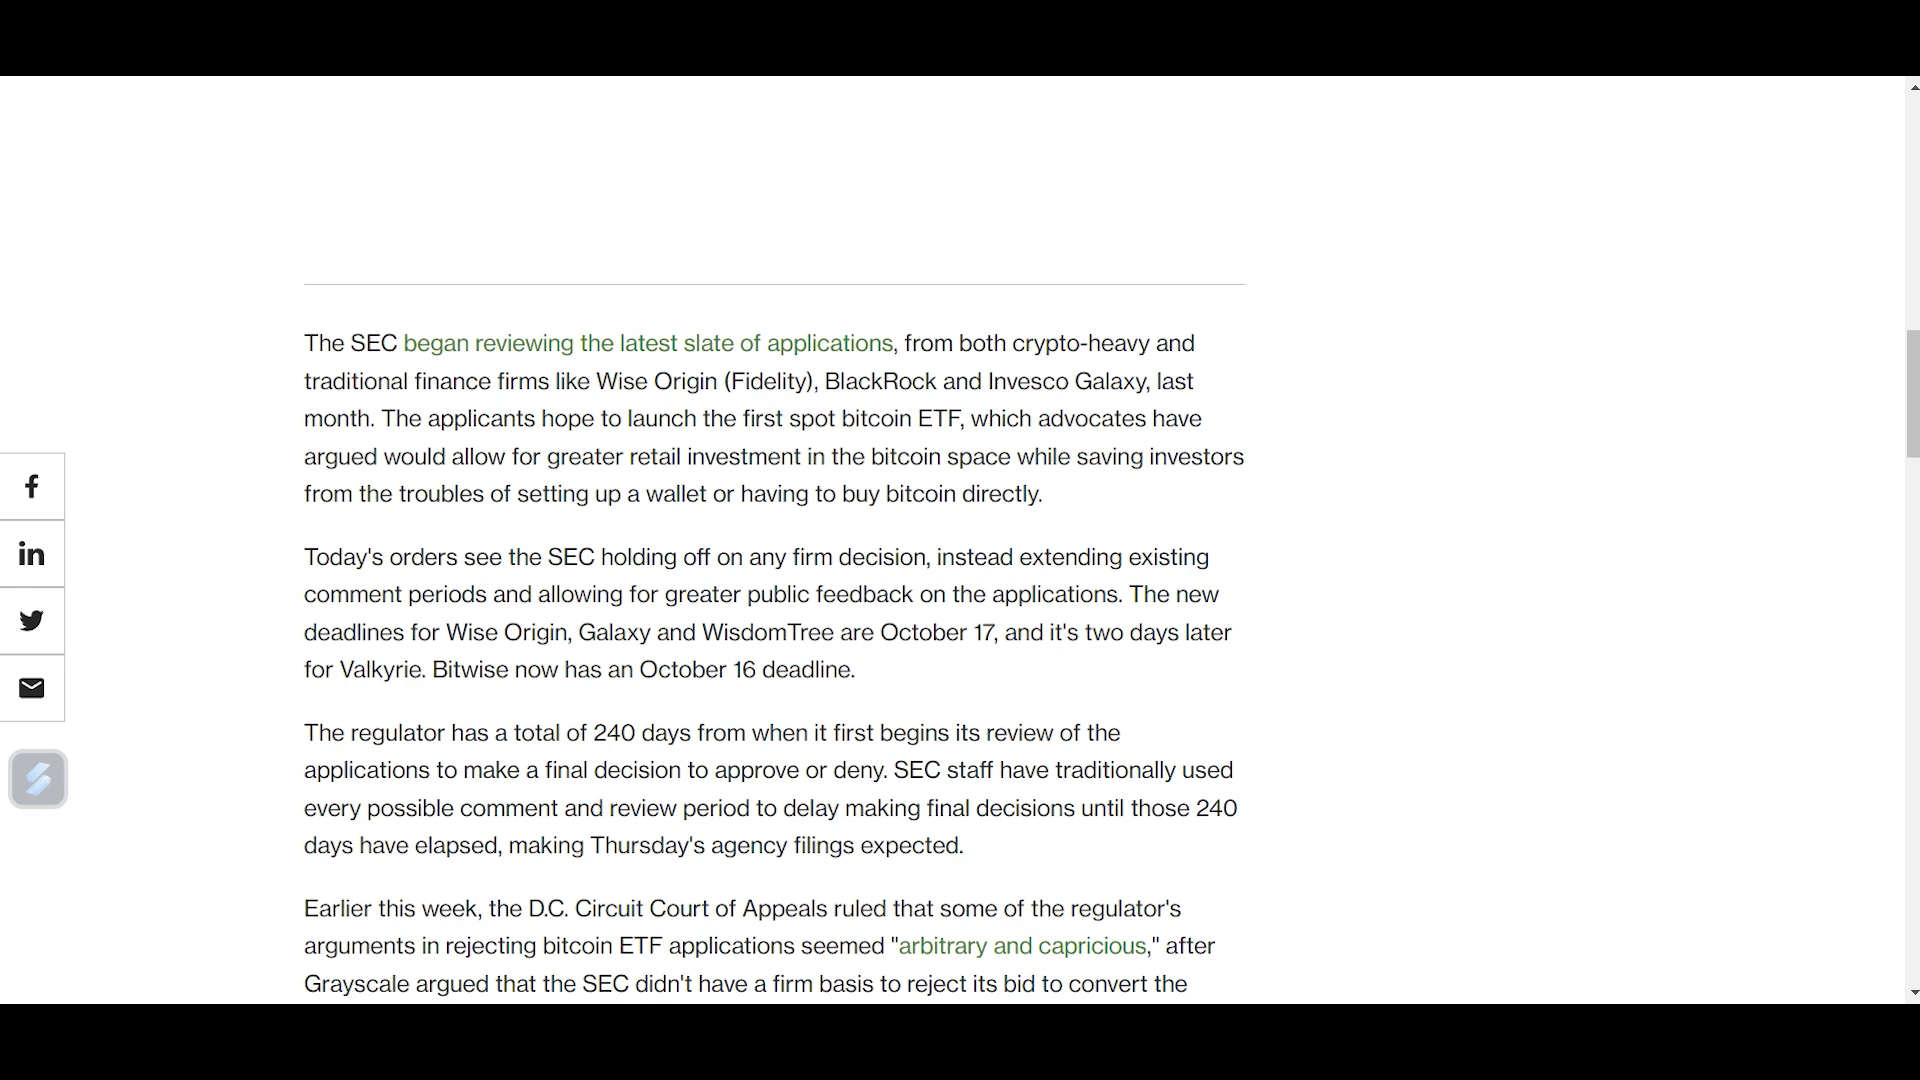 The SEC began reviewing the latest slate of applications, from both crypto-heavy and
traditional finance firms like Wise Origin (Fidelity), BlackRock and Invesco Galaxy, last
month. The applicants hope to launch the first spot bitcoin ETF, which advocates have
argued would allow for greater retail investment in the bitcoin space while saving investors
from the troubles of setting up a wallet or having to buy bitcoin directly.
Today's orders see the SEC holding off on any firm decision, instead extending existing
comment periods and allowing for greater public feedback on the applications. The new
deadlines for Wise Origin, Galaxy and WisdomTree are October 17, and it's two days later
for Valkyrie. Bitwise now has an October 16 deadline.
The regulator has a total of 240 days from when it first begins its review of the
applications to make a final decision to approve or deny. SEC staff have traditionally used
every possible comment and review period to delay making final decisions until those 240
days have elapsed, making Thursday's agency filings expected.
Earlier this week, the D.C. Circuit Court of Appeals ruled that some of the regulator's
arguments in rejecting bitcoin ETF applications seemed "arbitrary and capricious," after
Grayscale argued that the SEC didn't have a firm basis to reject its bid to convert the